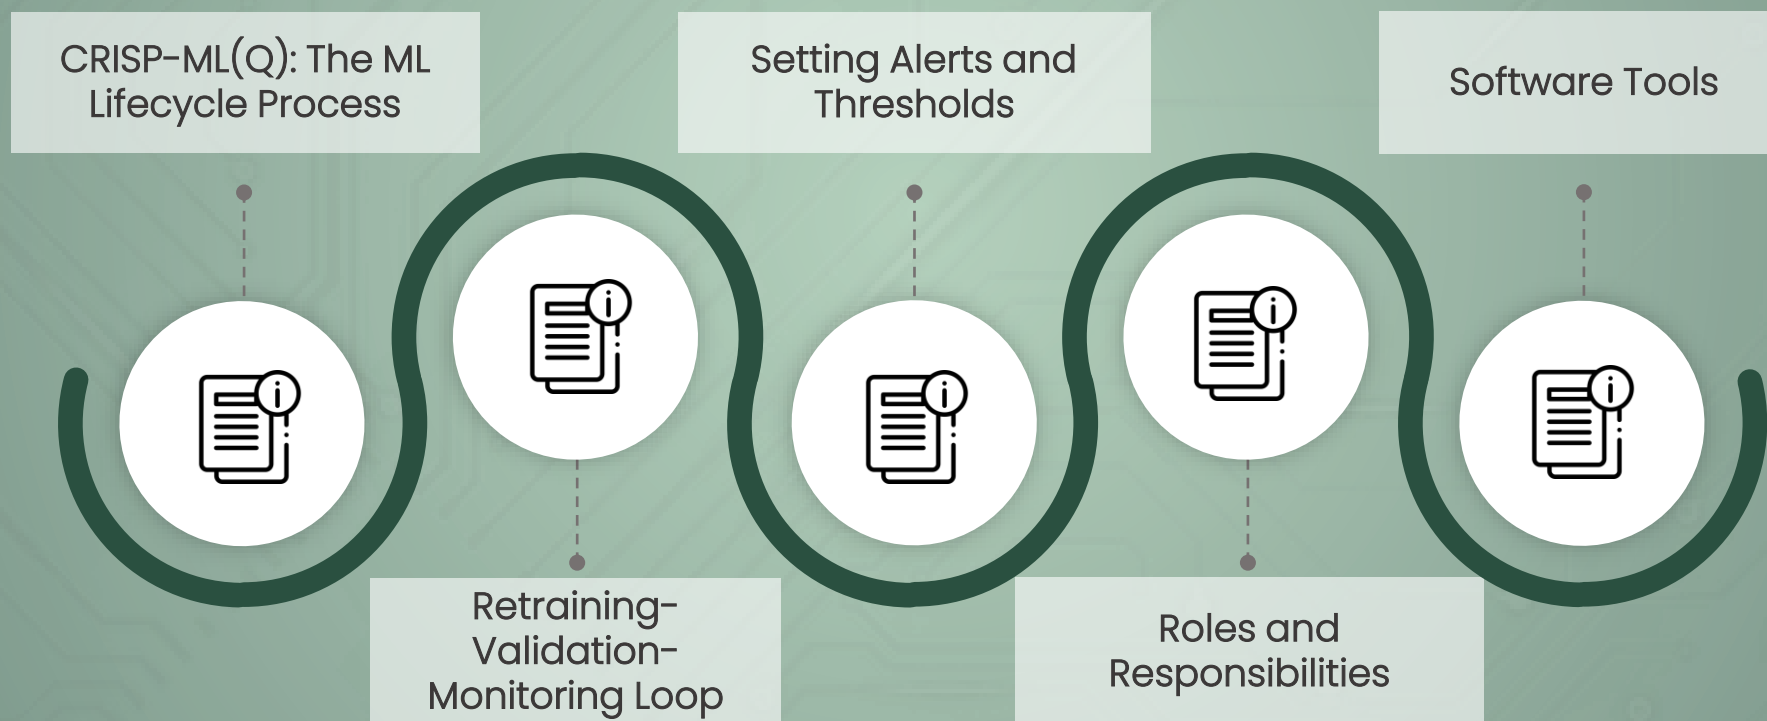 CRISP-ML(Q): The ML
Lifecycle Process
Retraining-
Validation-
Monitoring Loop
Setting Alerts and
Thresholds
Roles and
Responsibilities
Software Tools